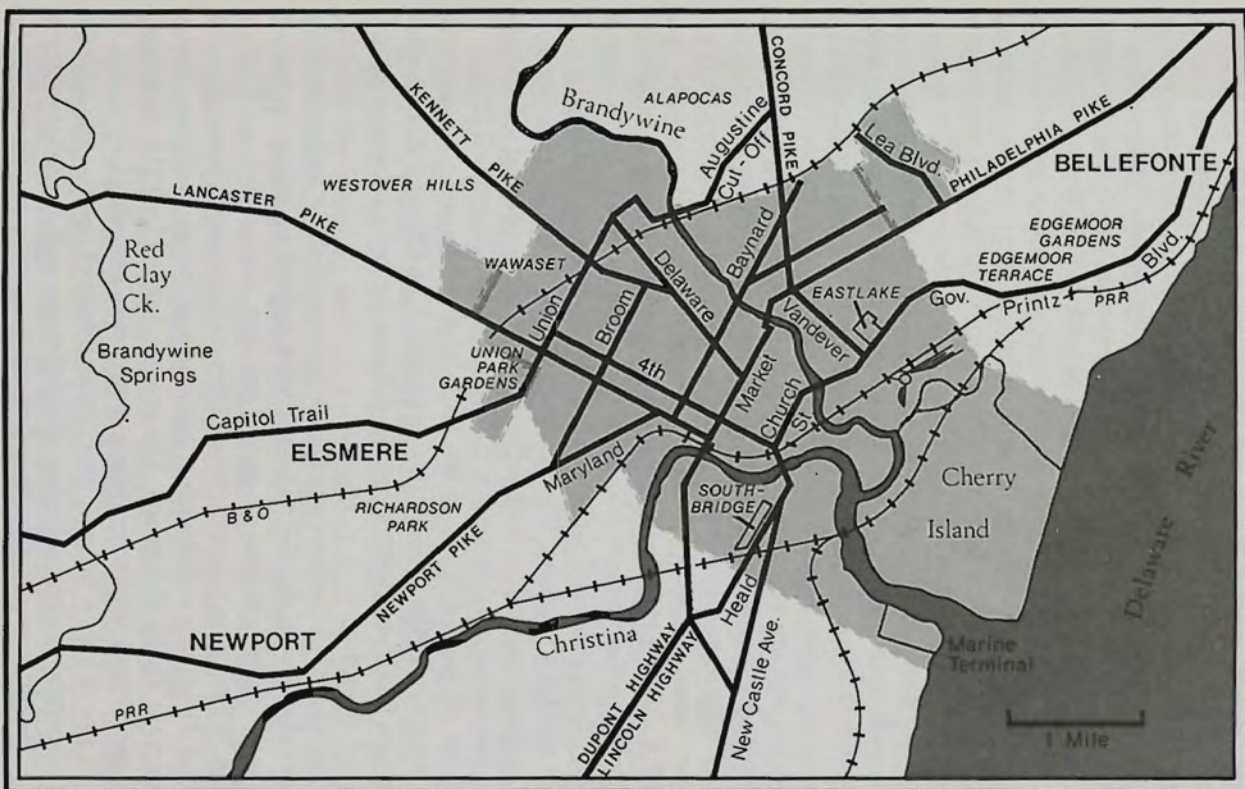 KENNETT PIKE
Brandywine
ALAPOCAS
Augustine
Cut-Off
CONCORD PIKE
Lea Blvd.
PHILADELPHIA PIKE
BELLEFONTE
LANCASTER PIKE
WESTOVER HILLS
Red
Clay
Ck.
WAWASET
Delaware
Baynard
EDGEMOOR
GARDENS
EDGEMOOR
TERRACE
EASTLAKE
Gov.
Printz
Blvd.
PRR
Union
Broom
Vandever
Brandywine
Springs
UNION
PARK
GARDENS
4th
Market
Church
St.
Capitol Trail
ELSMERE
Maryland
B & O
RICHARDSON
PARK
SOUTH-
BRIDGE
Cherry
Island
Delaware River
NEWPORT PIKE
NEWPORT
Christina
Heald
Marine
Terminal
PRR
DUPONT HIGHWAY
LINCOLN HIGHWAY
New Castle Ave.
1 Mile